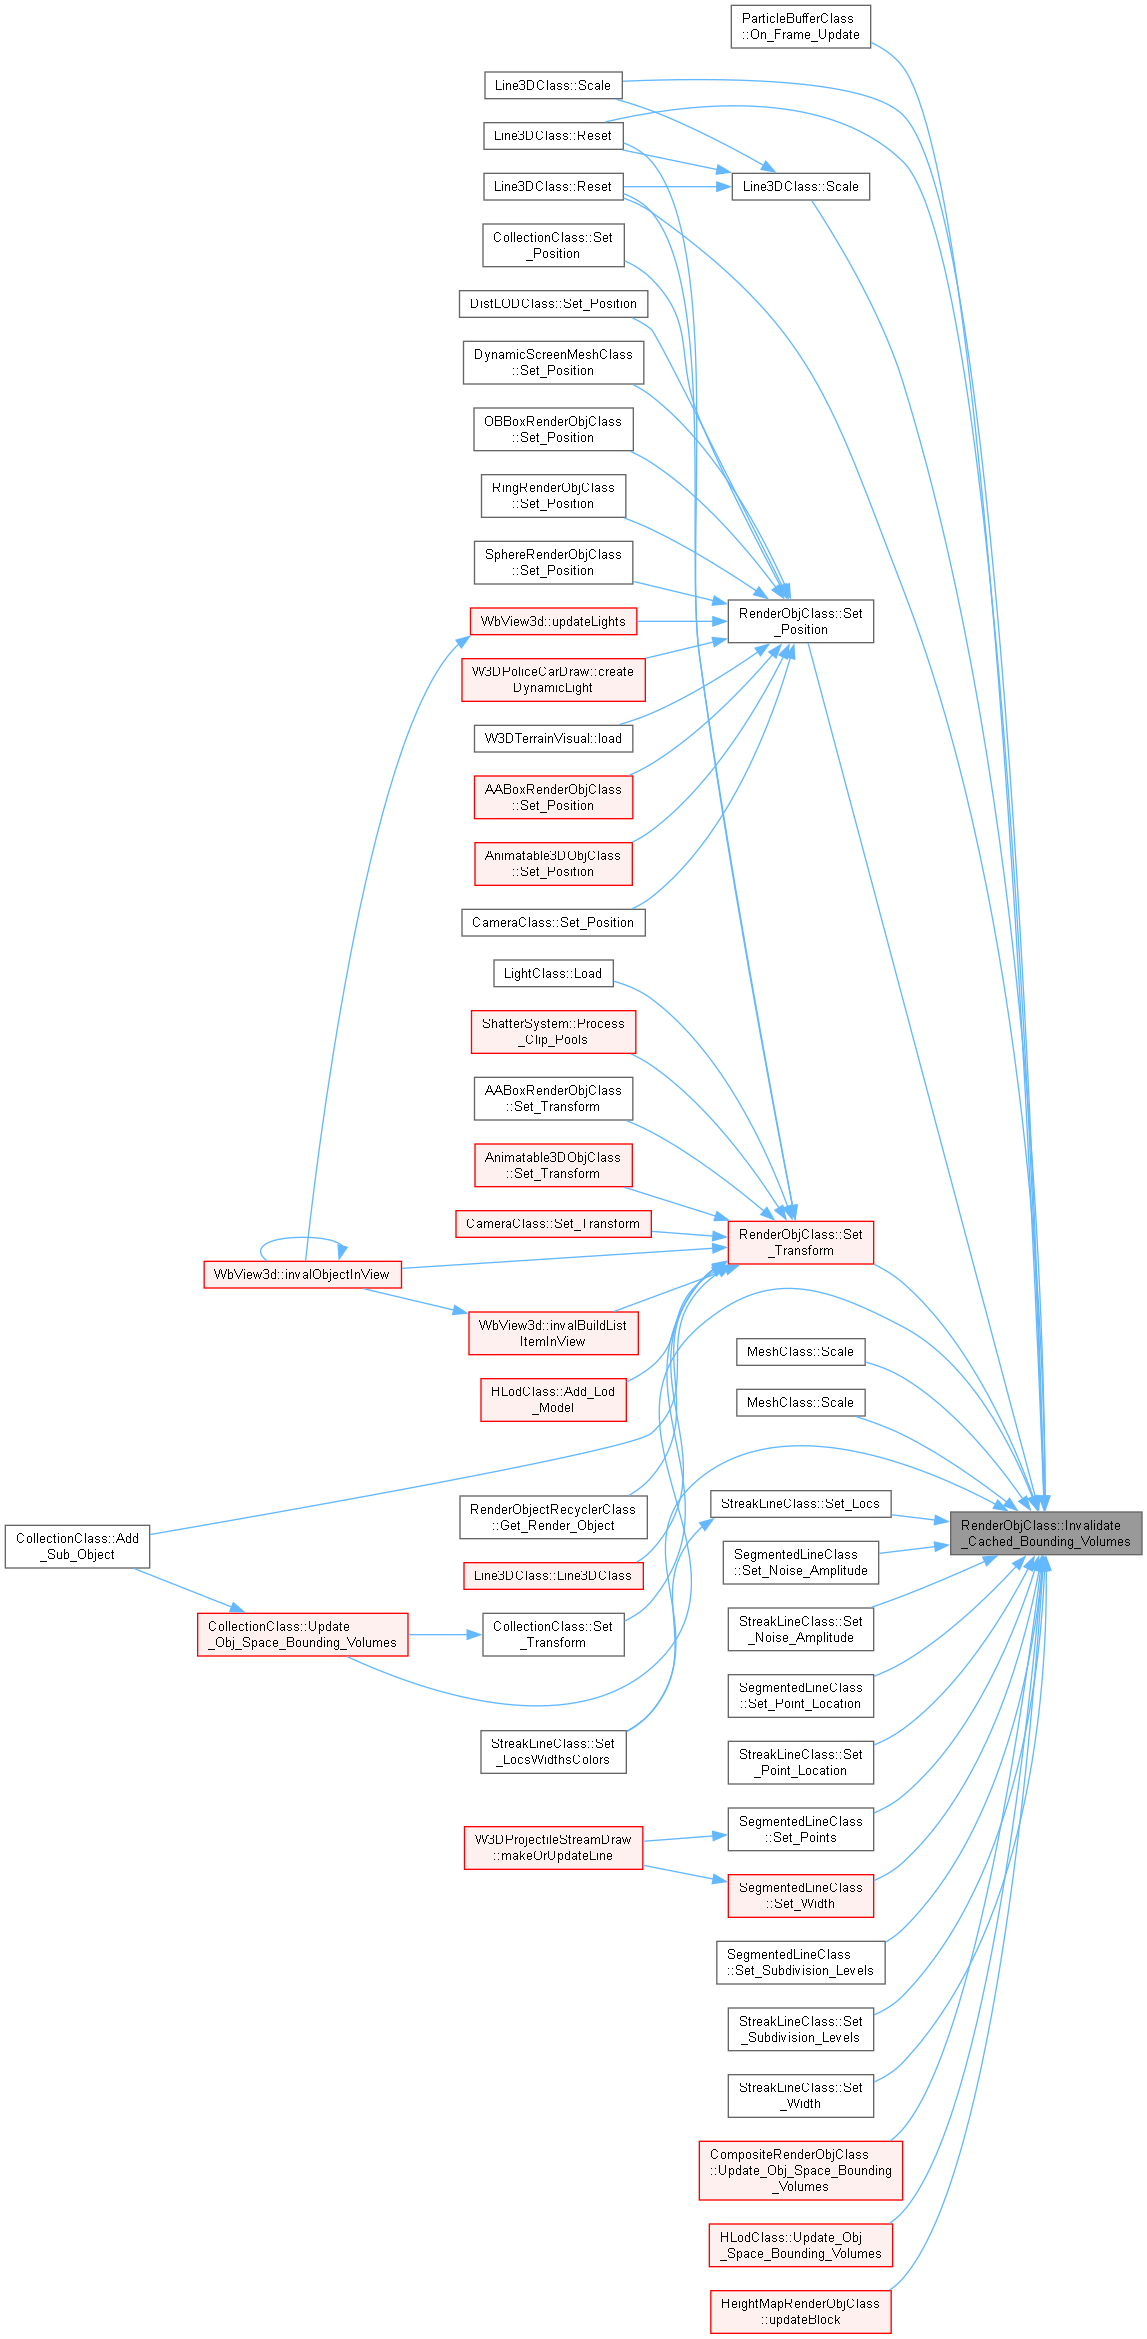 ParticleBufferClass
::On_Frame_Update
Line3DClass::Scale
Line3DClass::Reset
Line3DClass::Reset
Line3DClass::Scale
CollectionClass::Set
_Position
DistLODClass::Set_Position
DynamicScreenMeshClass
::Set_Position
OBBoxRenderObjClass
::Set_Position
RingRenderObjClass
::Set_Position
SphereRenderObjClass
::Set_Position
RenderObjClass::Set
_Position
WbView3d::updateLights
W3DPoliceCarDraw::create
DynamicLight
W3DTerrainVisual::load
AABoxRenderObjClass
::Set_Position
Animatable3DObjClass
::Set_Position
CameraClass::Set_Position
LightClass::Load
ShatterSystem::Process
_Clip_Pools
AABoxRenderObjClass
::Set_Transform
Animatable3DObjClass
::Set_Transform
CameraClass::Set_Transform
RenderObjClass::Set
_Transform
WbView3d::invalObjectInView
WbView3d::invalBuildList
ItemInView
MeshClass::Scale
HLodClass::Add_Lod
_Model
MeshClass::Scale
RenderObjectRecyclerClass
::Get_Render_Object
StreakLineClass::Set_Locs
RenderObjClass::Invalidate
_Cached_Bounding_Volumes
CollectionClass::Add
_Sub_Object
Line3DClass::Line3DClass
SegmentedLineClass
::Set_Noise_Amplitude
CollectionClass::Update
_Obj_Space_Bounding_Volumes
CollectionClass::Set
_Transform
StreakLineClass::Set
_Noise_Amplitude
SegmentedLineClass
::Set_Point_Location
StreakLineClass::Set
_LocsWidthsColors
StreakLineClass::Set
_Point_Location
W3DProjectileStreamDraw
::makeOrUpdateLine
SegmentedLineClass
::Set_Points
SegmentedLineClass
::Set_Width
SegmentedLineClass
::Set_Subdivision_Levels
StreakLineClass::Set
_Subdivision_Levels
StreakLineClass::Set
_Width
CompositeRenderObjClass
::Update_Obj_Space_Bounding
_Volumes
HLodClass::Update_Obj
_Space_Bounding_Volumes
HeightMapRenderObjClass
::updateBlock